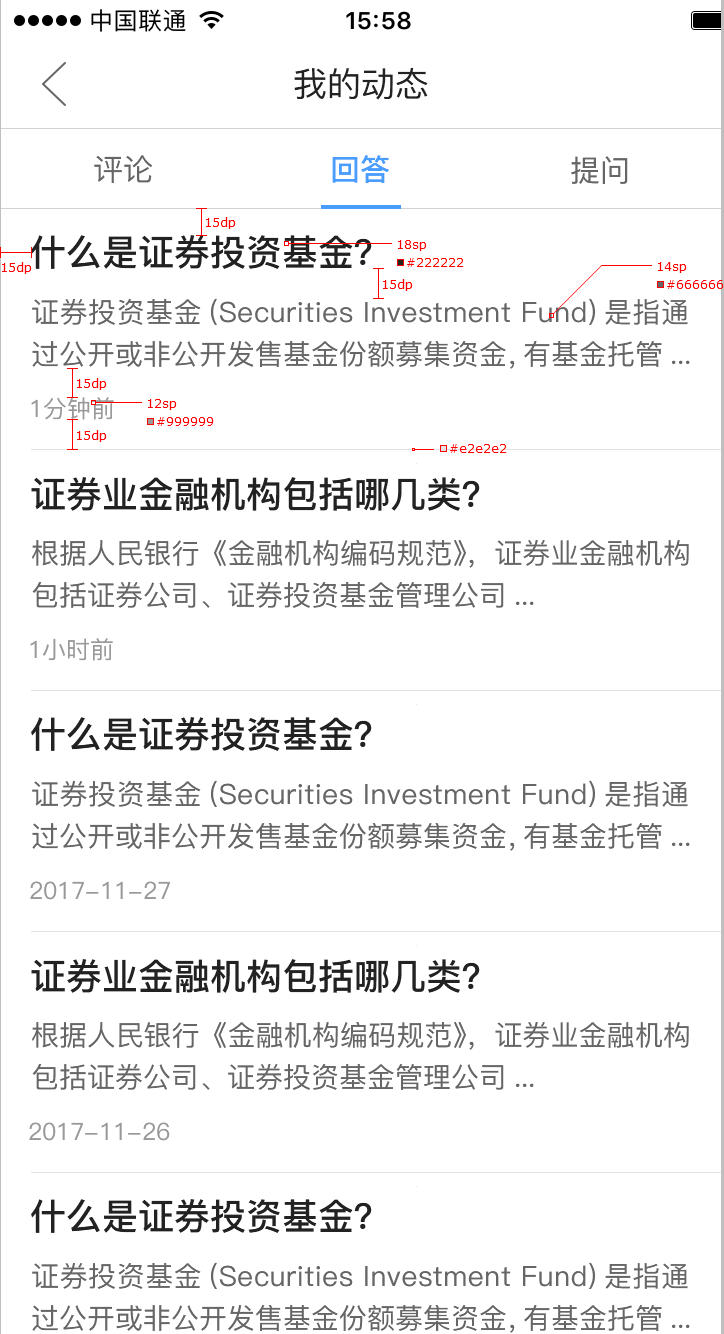 中国联通 15:58
我的动态
评论 回答 提问
15dp
什么是证券投资基金?
18sp
#222222
15dp
15dp
14sp
#666666
证券投资基金 (Securities Investment Fund) 是指通
过公开或非公开发售基金份额募集资金, 有基金托管 ...
15dp
1分钟前
12sp
#999999
15dp
#e2e2e2
证券业金融机构包括哪几类?
根据人民银行《金融机构编码规范》, 证券业金融机构
包括证券公司、证券投资基金管理公司 ...
1小时前
什么是证券投资基金?
证券投资基金 (Securities Investment Fund) 是指通
过公开或非公开发售基金份额募集资金, 有基金托管 ...
2017-11-27
证券业金融机构包括哪几类?
根据人民银行《金融机构编码规范》, 证券业金融机构
包括证券公司、证券投资基金管理公司 ...
2017-11-26
什么是证券投资基金?
证券投资基金 (Securities Investment Fund) 是指通
过公开或非公开发售基金份额募集资金, 有基金托管 ...